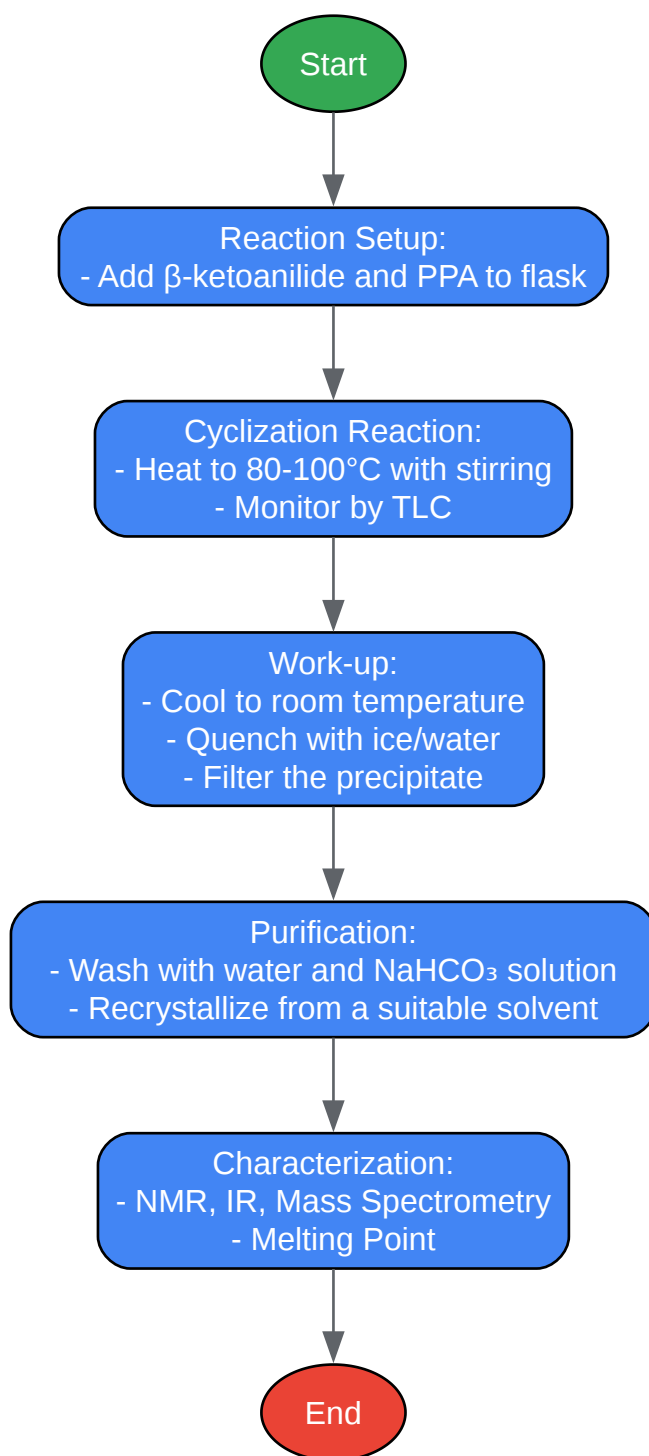 Start
Reaction Setup:
- Add β-ketoanilide and PPA to flask
Cyclization Reaction:
- Heat to 80-100°C with stirring
- Monitor by TLC
Work-up:
- Cool to room temperature
- Quench with ice/water
- Filter the precipitate
Purification:
- Wash with water and NaHCO₃ solution
- Recrystallize from a suitable solvent
Characterization:
- NMR, IR, Mass Spectrometry
- Melting Point
End